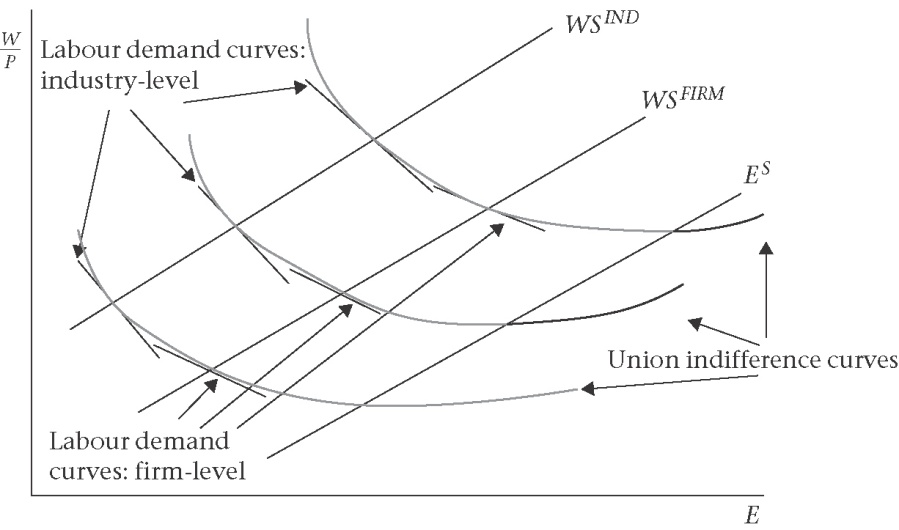 W
P
Labour demand curves:
industry-level
WS^IND
WS^FIRM
E^S
Union indifference curves
Labour demand
curves: firm-level
E